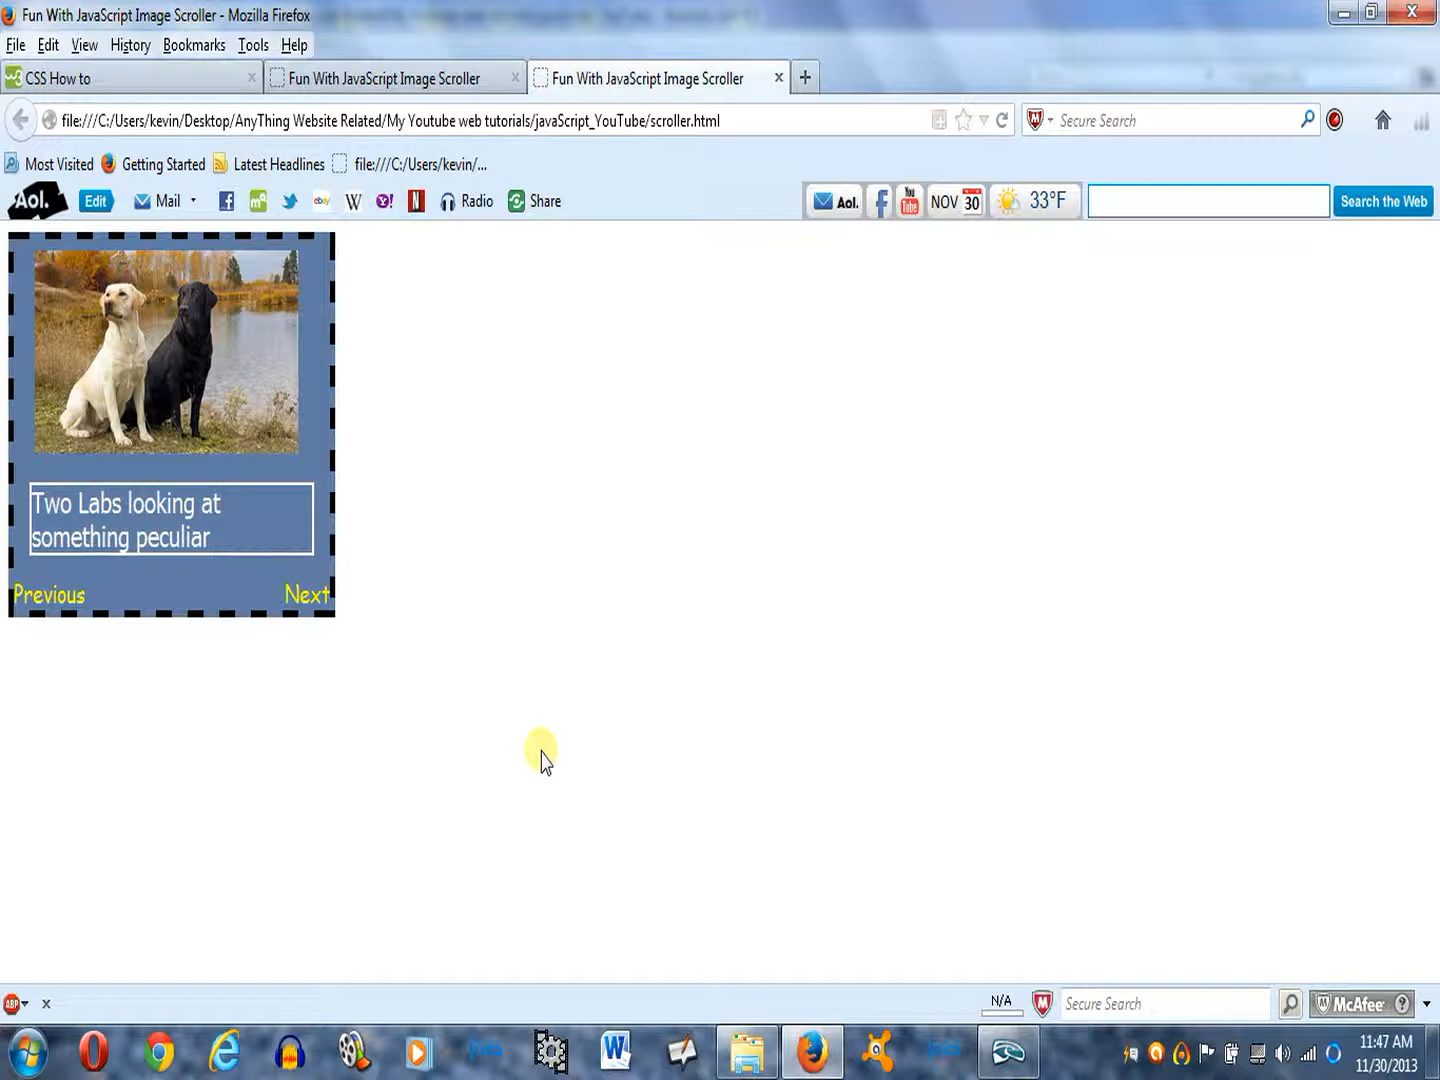 Fun With JavaScript Image Scroller - Mozilla Firefox
File Edit View History Bookmarks Tools Help
CSS How to
Fun With JavaScript Image Scroller
Fun With JavaScript Image Scroller
file:///C:/Users/kevin/Desktop/AnyThing Website Related/My Youtube web tutorials/javaScript_YouTube/scroller.html
Secure Search
Most Visited Getting Started Latest Headlines file:///C:/Users/kevin/...
Aol. Edit Mail ebay W Y! N Radio Share
Aol. You Tube NOV 30 33°F Search the Web
Two Labs looking at
something peculiar
Previous Next
ABP x N/A Secure Search McAfee ?
11:47 AM
11/30/2013